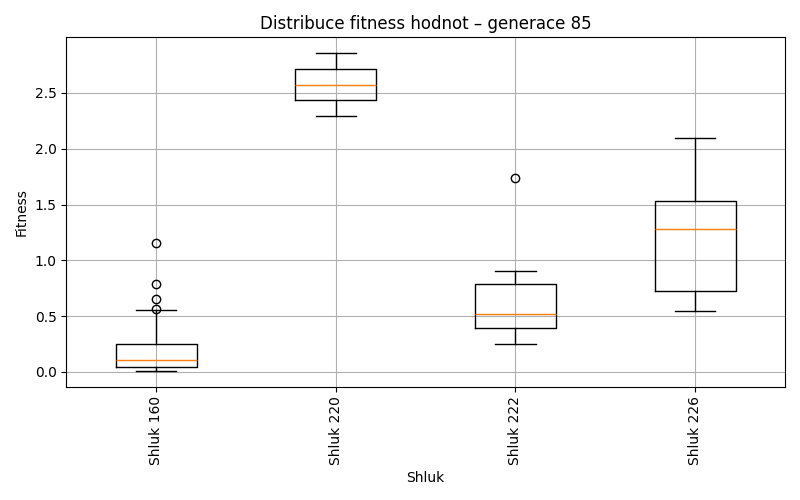 Distribuce fitness hodnot – generace 85
Fitness
2.5
2.0
1.5
1.0
0.5
0.0
Shluk 160
Shluk 220
Shluk 222
Shluk 226
Shluk